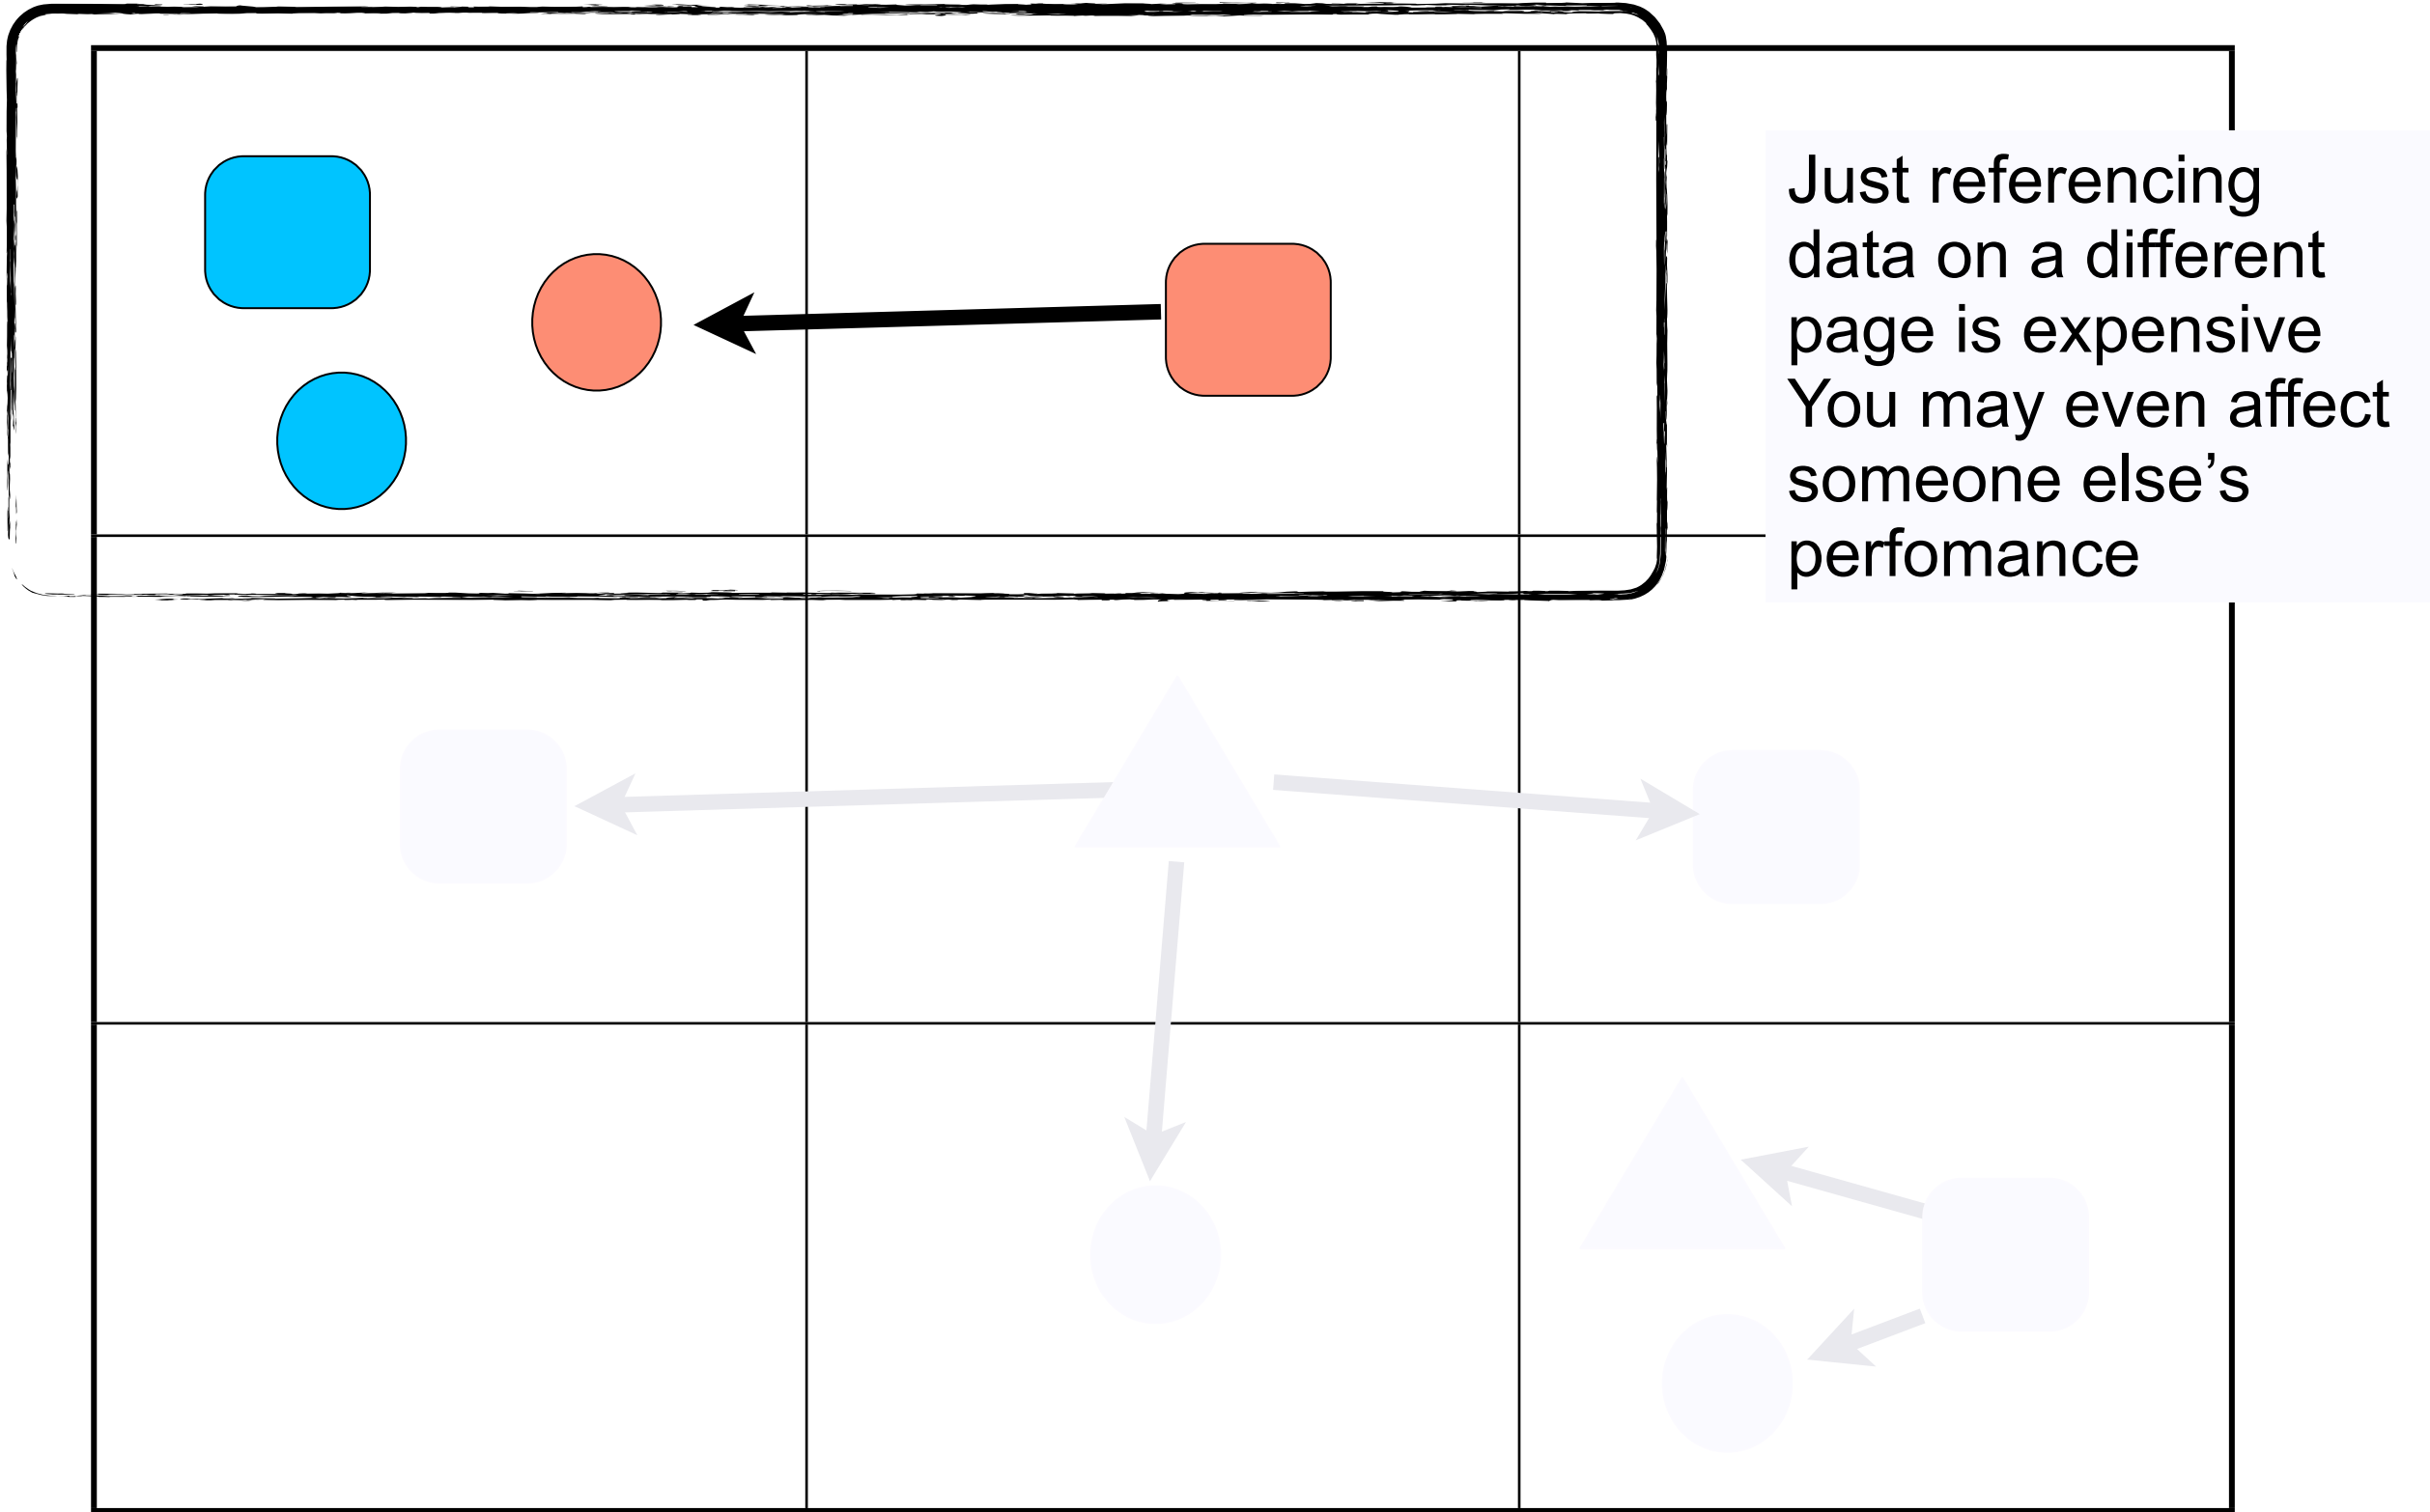 Just referencing
data on a different
page is expensive
You may even affect
someone else’s
perfomance